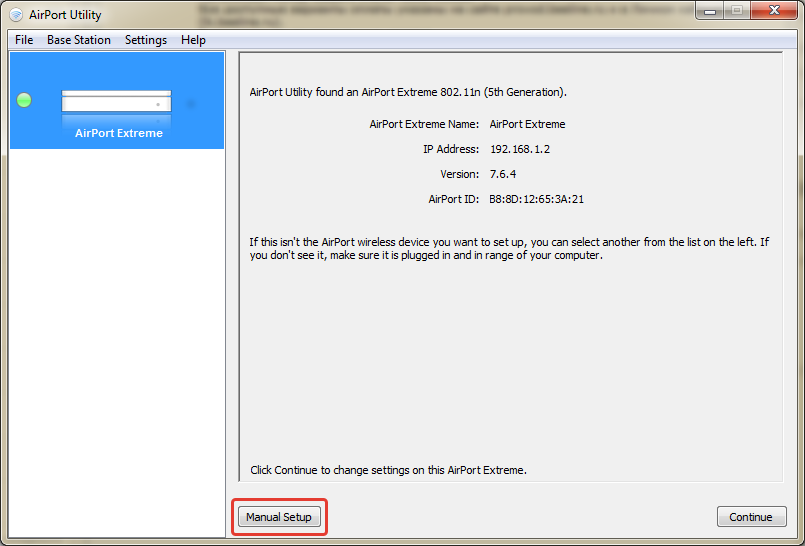 AirPort Utility
File Base Station Settings Help
AirPort Extreme
AirPort Utility found an AirPort Extreme 802.11n (5th Generation).
AirPort Extreme Name: AirPort Extreme
IP Address: 192.168.1.2
Version: 7.6.4
AirPort ID: B8:8D:12:65:3A:21
If this isn't the AirPort wireless device you want to set up, you can select another from the list on the left. If
you don't see it, make sure it is plugged in and in range of your computer.
Click Continue to change settings on this AirPort Extreme.
Manual Setup
Continue